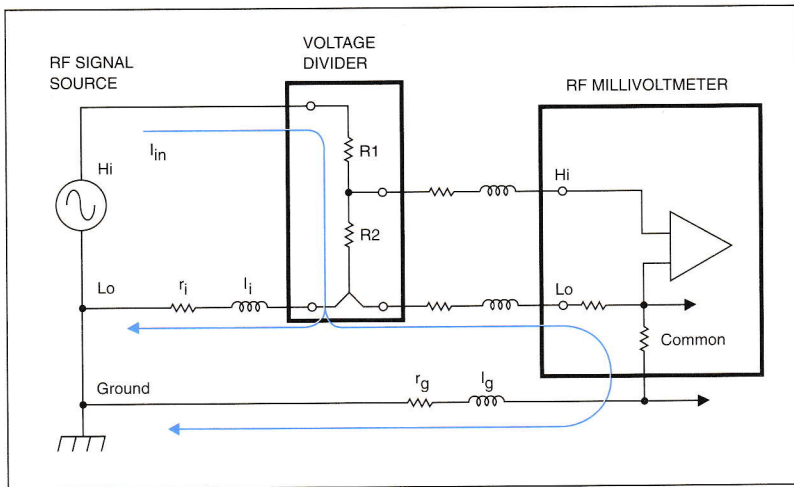 RF SIGNAL
SOURCE
VOLTAGE
DIVIDER
RF MILLIVOLTMETER
Iin
R1
Hi
Hi
R2
Lo
ri
li
Lo
Common
Ground
rg
lg